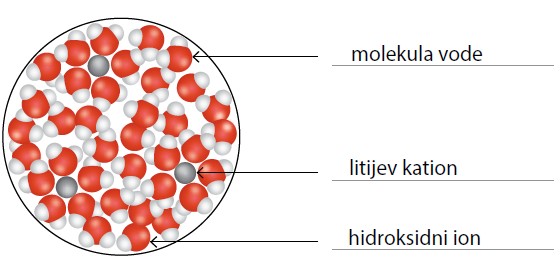 molekula vode
litijev kation
hidroksidni ion